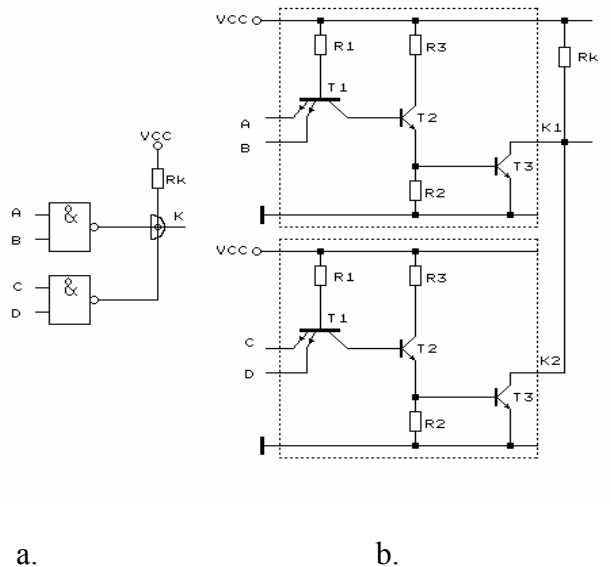 VCC
R1
R3
Rk
T1
A
T2
B
K1
T3
R2
VCC
Rk
A
&
K
B
C
&
D
VCC
R1
R3
T1
C
T2
D
K2
T3
R2
a.
b.